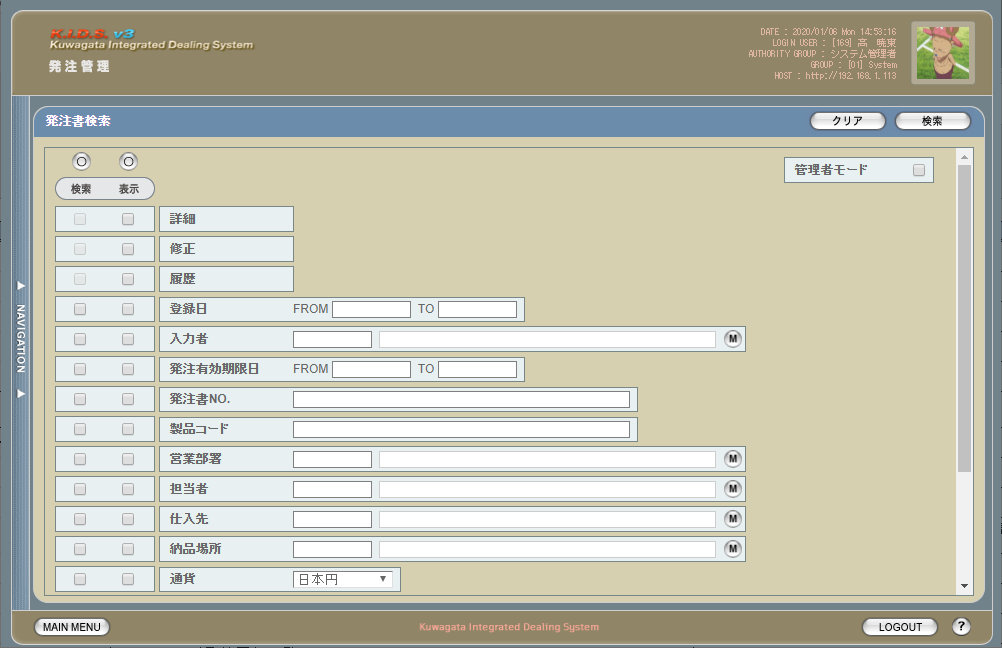 K.I.D.S. v3
Kuwagata Integrated Dealing System
発注管理
DATE : 2020/01/06 Mon 14:53:16
LOGIN USER : [169] 高 暁東
AUTHORITY GROUP : システム管理者
GROUP : [01] System
HOST : http://192.168.1.113
発注書検索
クリア
検索
管理者モード
検索 表示
詳細
修正
履歴
登録日 FROM TO
入力者 M
発注有効期限日 FROM TO
発注書NO.
製品コード
営業部署 M
担当者 M
仕入先 M
納品場所 M
通貨 日本円
NAVIGATION
MAIN MENU
Kuwagata Integrated Dealing System
LOGOUT
?